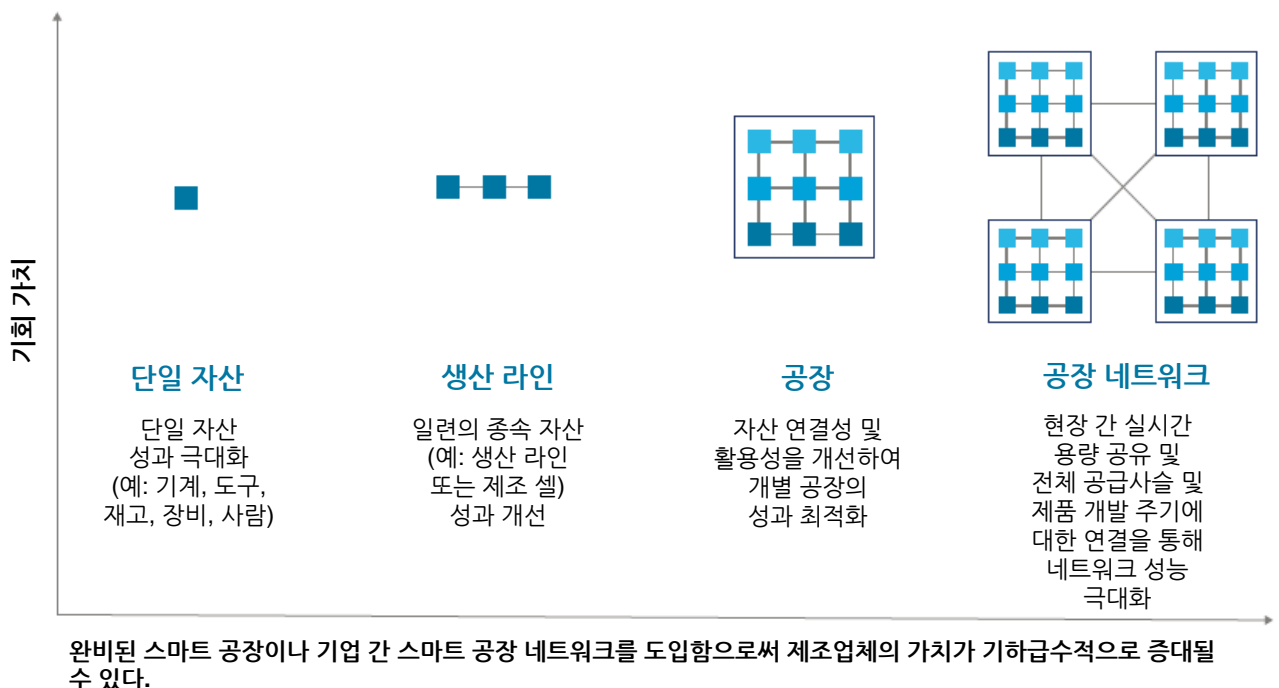 기회 가치
단일 자산
단일 자산
성과 극대화
(예: 기계, 도구,
재고, 장비, 사람)
생산 라인
일련의 종속 자산
(예: 생산 라인
또는 제조 셀)
성과 개선
공장
자산 연결성 및
활용성을 개선하여
개별 공장의
성과 최적화
공장 네트워크
현장 간 실시간
용량 공유 및
전체 공급사슬 및
제품 개발 주기에
대한 연결을 통해
네트워크 성능
극대화
완비된 스마트 공장이나 기업 간 스마트 공장 네트워크를 도입함으로써 제조업체의 가치가 기하급수적으로 증대될
수 있다.